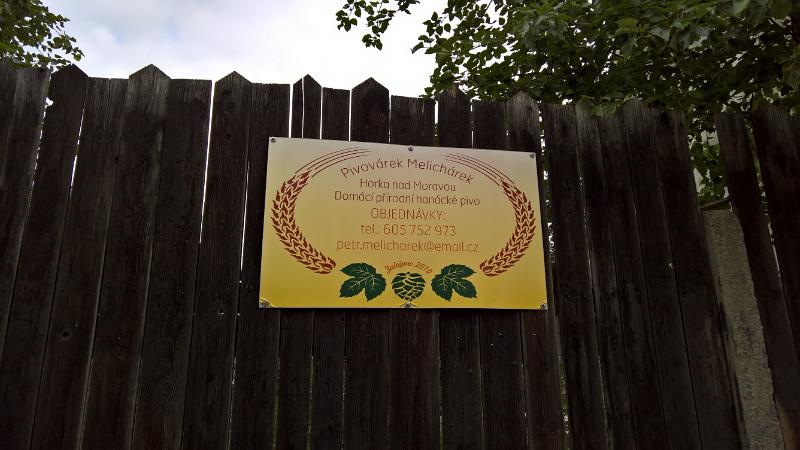 Pivovárek Melichárek
Horka nad Moravou
Domácí přírodní hanácké pivo
OBJEDNÁVKY:
tel.: 605 752 973
petr.melicharek@email.cz
Založeno 2010